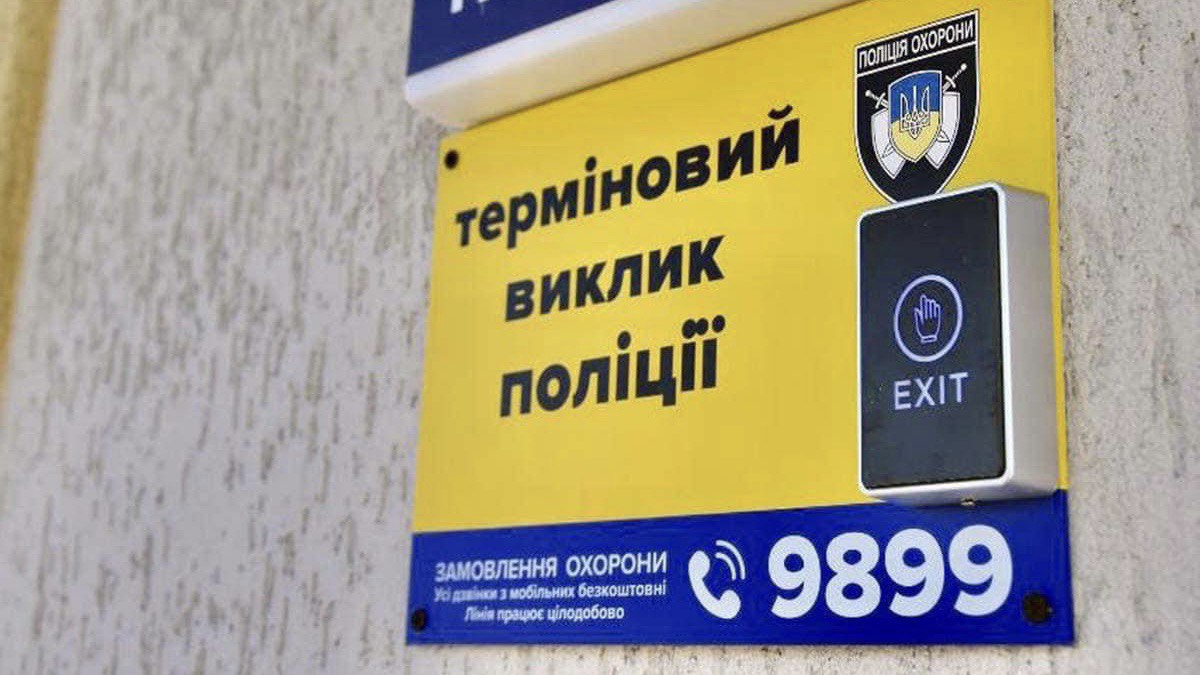 ПОЛІЦІЯ ОХОРОНИ
терміновий
виклик
поліції
EXIT
ЗАМОВЛЕННЯ ОХОРОНИ
Усі дзвінки з мобільних безкоштовні
Лінія працює цілодобово
9899